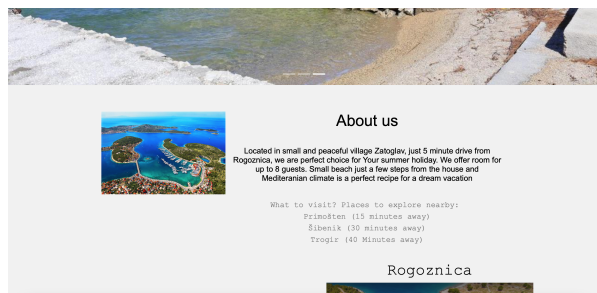 About us
Located in small and peaceful village Zatoglav, just 5 minute drive from
Rogoznica, we are perfect choice for Your summer holiday. We offer room for
up to 8 guests. Small beach just a few steps from the house and
Mediteranian climate is a perfect recipe for a dream vacation
What to visit? Places to explore nearby:
Primošten (15 minutes away)
Šibenik (30 minutes away)
Trogir (40 Minutes away)
Rogoznica